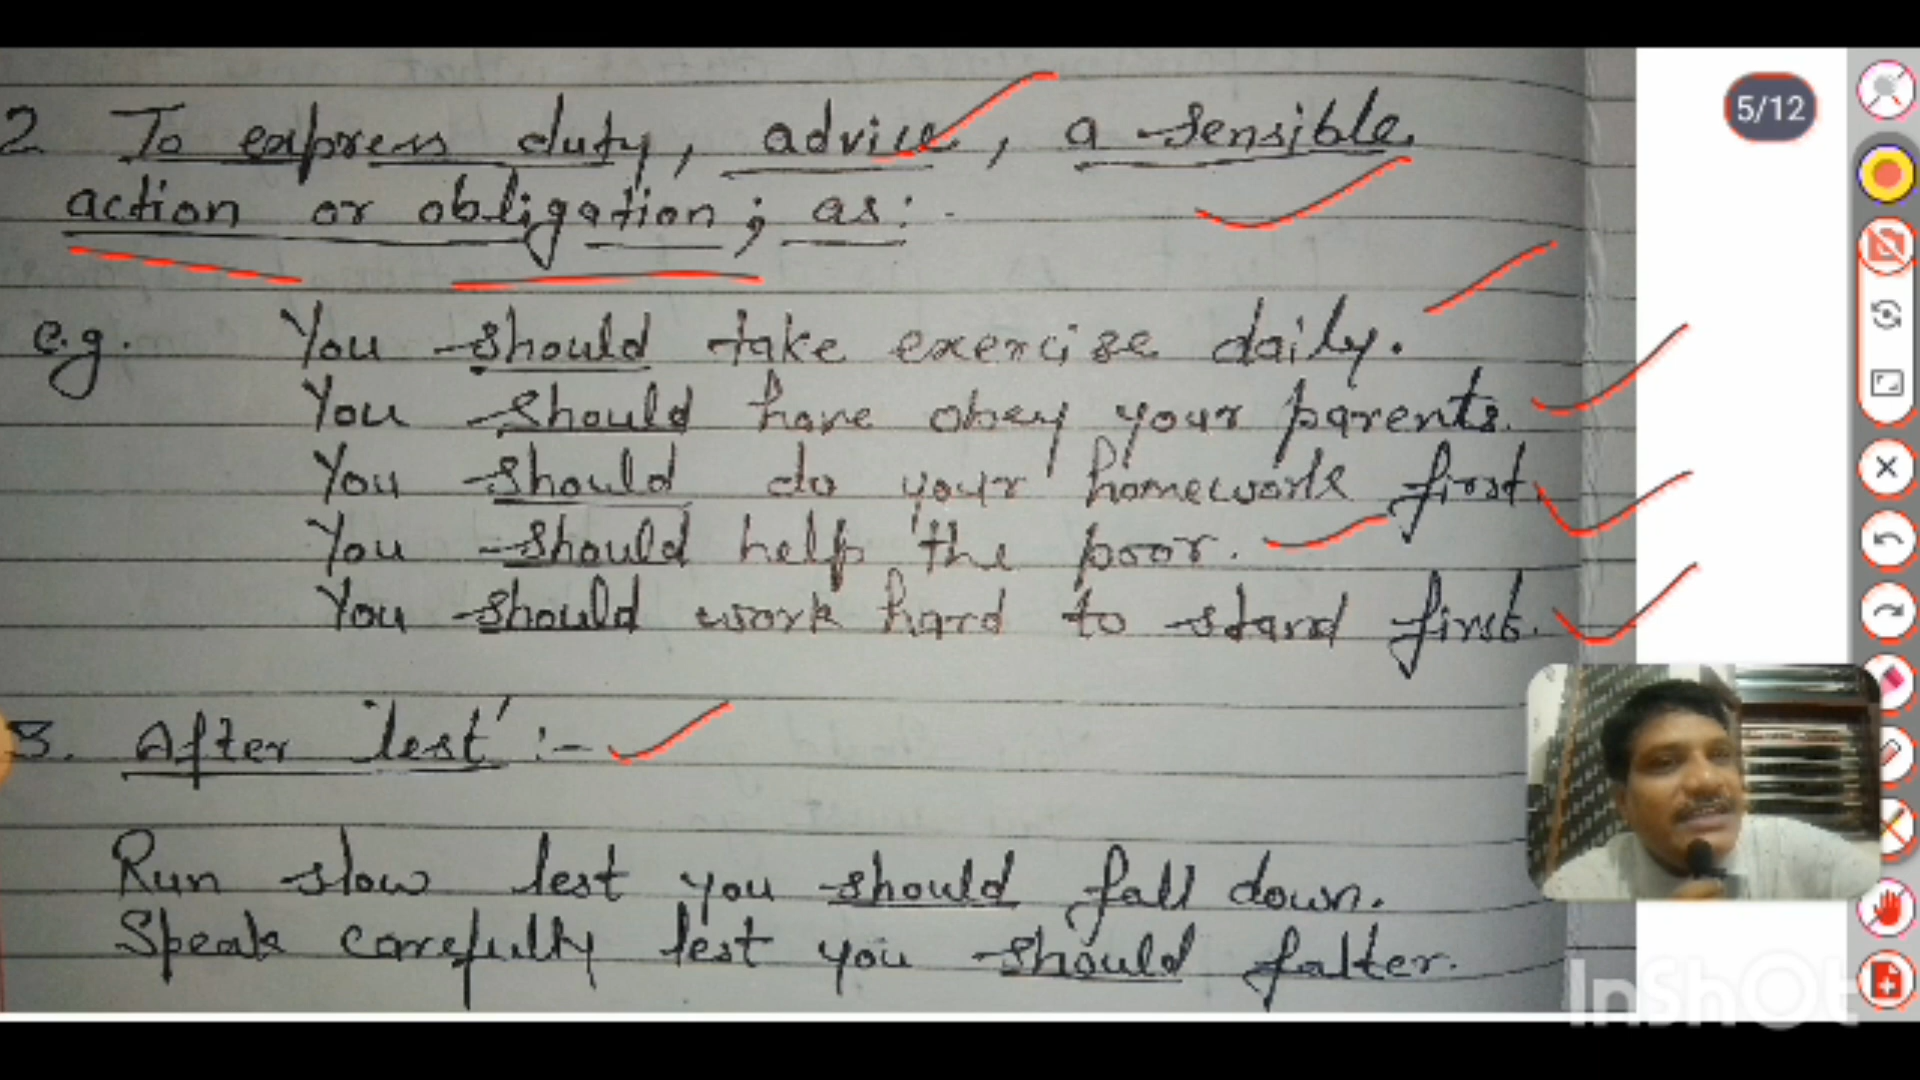 5/12
2 To express duty, advice, a sensible
action or obligation; as:-
e.g. You should take exercise daily.
You should have obey your parents.
You should do your homework first.
You should help the poor.
You should work hard to stand first.
3. After 'lest' :-
Run slow lest you should fall down.
Speak carefully lest you should falter.
InShOt